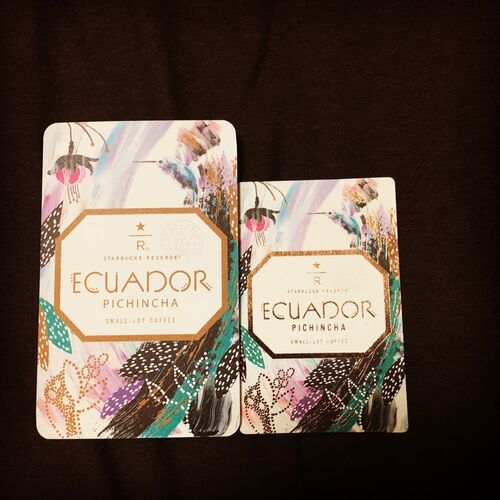 R
STARBUCKS RESERVE
ECUADOR
PICHINCHA
SMALL-LOT COFFEE
R
STARBUCKS RESERVE
ECUADOR
PICHINCHA
SMALL-LOT COFFEE